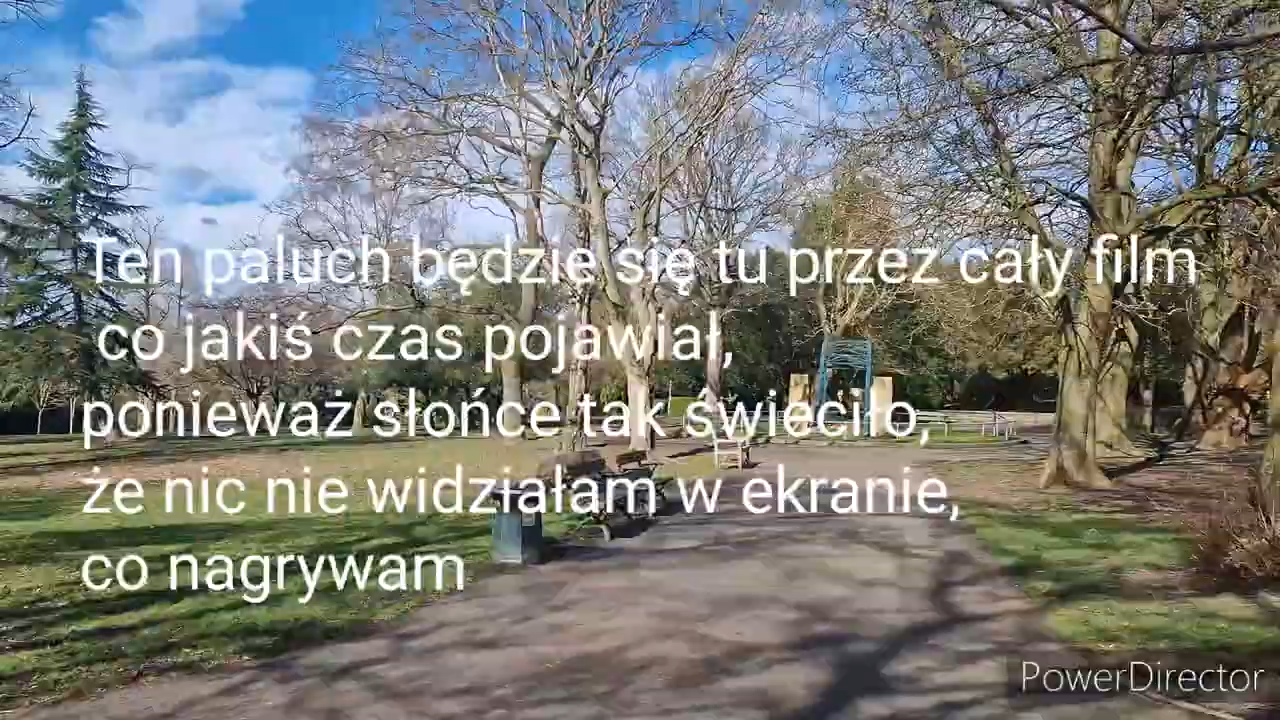 Ten paluch będzie się tu przez cały film
co jakiś czas pojawiał,
ponieważ słońce tak świeciło,
że nic nie widziałam w ekranie,
co nagrywam
PowerDirector